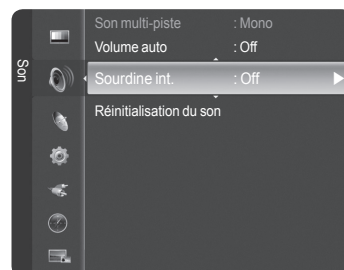 Son
Son multi-piste : Mono
Volume auto : Off
Sourdine int. : Off
Réinitialisation du son